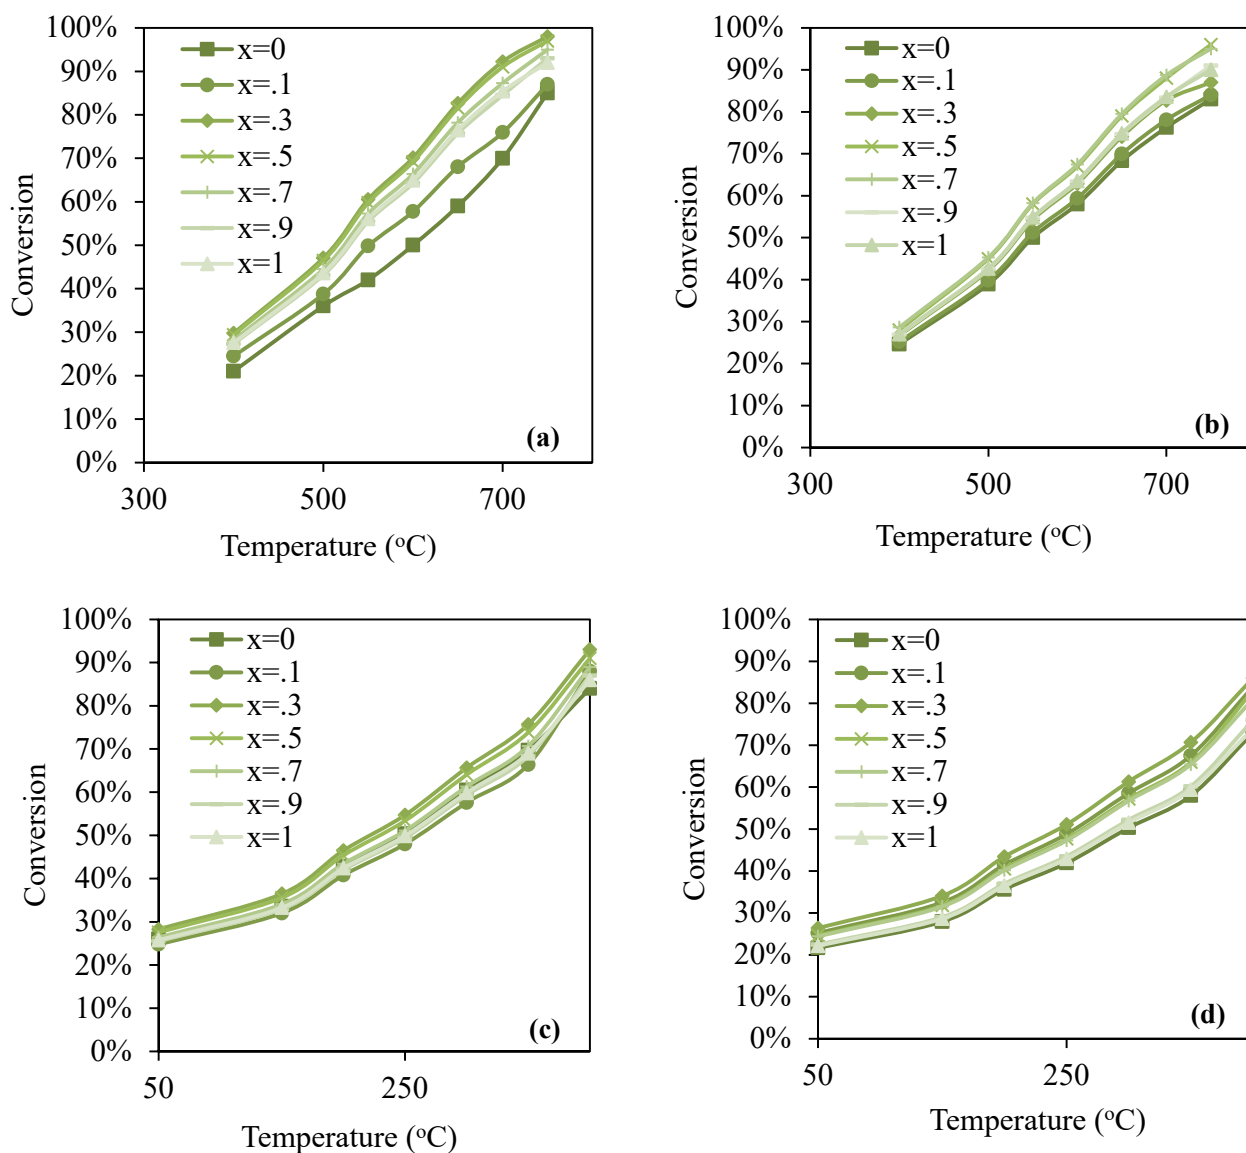 100%
90%
80%
70%
60%
50%
40%
30%
20%
10%
0%
Conversion
x=0
x=.1
x=.3
x=.5
x=.7
x=.9
x=1
(a)
300
500
700
Temperature (°C)
100%
90%
80%
70%
60%
50%
40%
30%
20%
10%
0%
Conversion
x=0
x=.1
x=.3
x=.5
x=.7
x=.9
x=1
(b)
300
500
700
Temperature (°C)
100%
90%
80%
70%
60%
50%
40%
30%
20%
10%
0%
Conversion
x=0
x=.1
x=.3
x=.5
x=.7
x=.9
x=1
(c)
50
250
Temperature (°C)
100%
90%
80%
70%
60%
50%
40%
30%
20%
10%
0%
Conversion
x=0
x=.1
x=.3
x=.5
x=.7
x=.9
x=1
(d)
50
250
Temperature (°C)